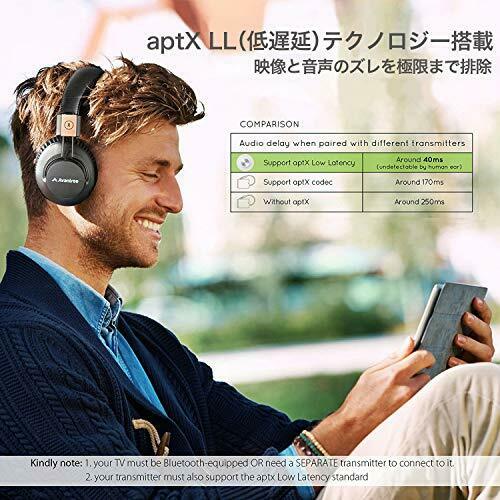 aptX LL(低遅延)テクノロジー搭載
映像と音声のズレを極限まで排除
COMPARISON
Audio delay when paired with different transmitters
Support aptX Low Latency Around 40ms
(undetectable by human ear)
Support aptX codec Around 170ms
Without aptX Around 250ms
Avantree
Kindly note: 1. your TV must be Bluetooth-equipped OR need a SEPARATE transmitter to connect to it.
2. your transmitter must also support the aptx Low Latency standard